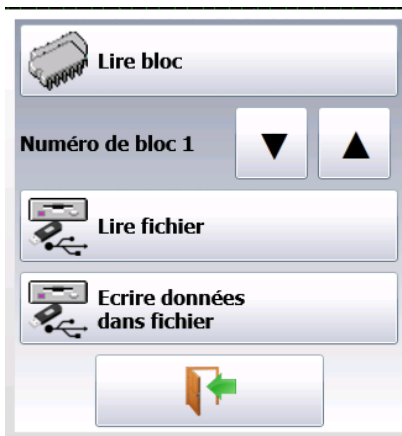 Lire bloc
Numéro de bloc 1
Lire fichier
Ecrire données
dans fichier